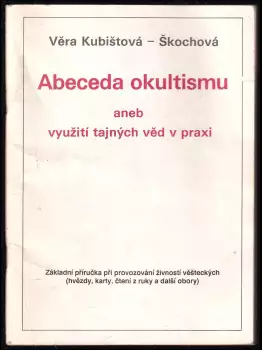 Věra Kubištová – Škochová
Abeceda okultismu
aneb
využití tajných věd v praxi
Základní příručka při provozování živností věšteckých
(hvězdy, karty, čtení z ruky a další obory)